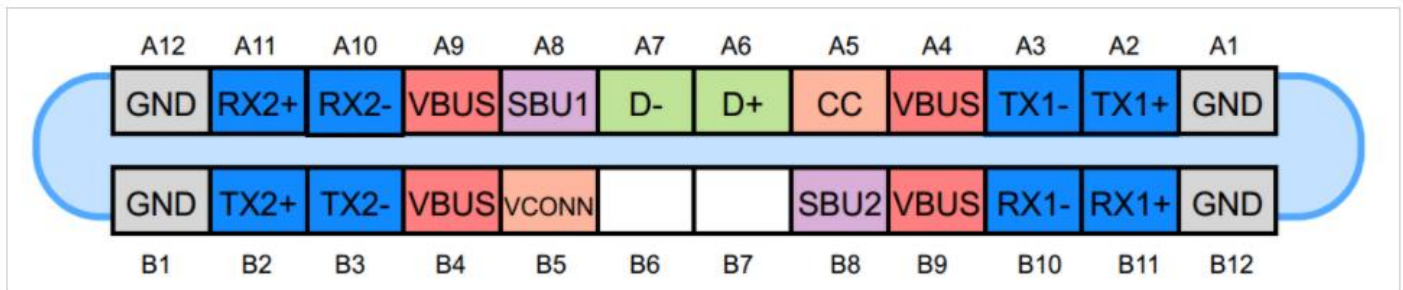 A12 A11 A10 A9 A8 A7 A6 A5 A4 A3 A2 A1
GND RX2+ RX2- VBUS SBU1 D- D+ CC VBUS TX1- TX1+ GND
GND TX2+ TX2- VBUS VCONN SBU2 VBUS RX1- RX1+ GND
B1 B2 B3 B4 B5 B6 B7 B8 B9 B10 B11 B12